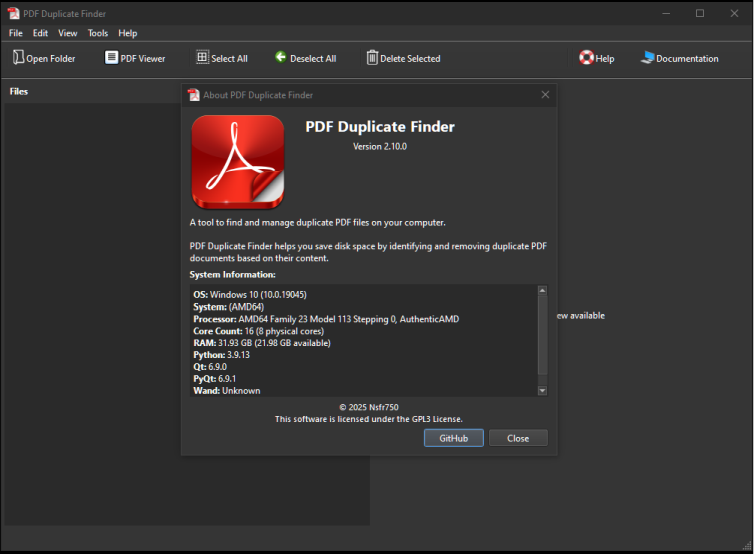 PDF Duplicate Finder
File Edit View Tools Help
Open Folder PDF Viewer Select All Deselect All Delete Selected Help Documentation
Files
About PDF Duplicate Finder
PDF Duplicate Finder
Version 2.10.0
A tool to find and manage duplicate PDF files on your computer.
PDF Duplicate Finder helps you save disk space by identifying and removing duplicate PDF
documents based on their content.
System Information:
OS: Windows 10 (10.0.19045)
System: (AMD64)
Processor: AMD64 Family 23 Model 113 Stepping 0, AuthenticAMD
ew available
Core Count: 16 (8 physical cores)
RAM: 31.93 GB (21.98 GB available)
Python: 3.9.13
Qt: 6.9.0
PyQt: 6.9.1
Wand: Unknown
© 2025 Nsfr750
This software is licensed under the GPL3 License.
GitHub Close